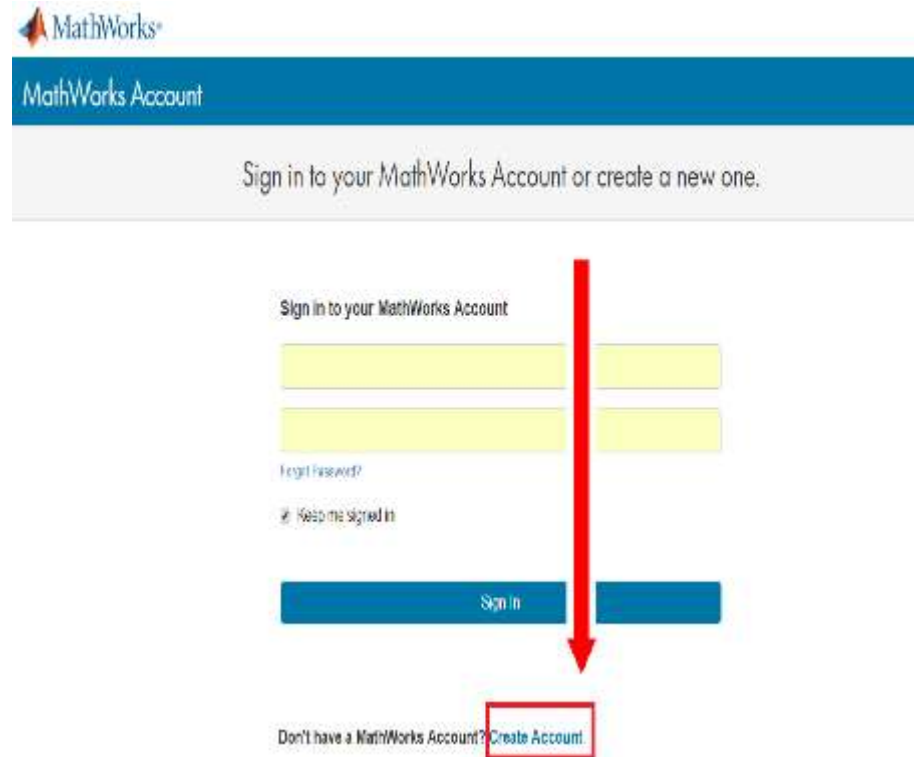 MathWorks®
MathWorks Account
Sign in to your MathWorks Account or create a new one.
Sign in to your MathWorks Account
Forgot Password?
Keep me signed in
Sign In
Don't have a MathWorks Account? Create Account.